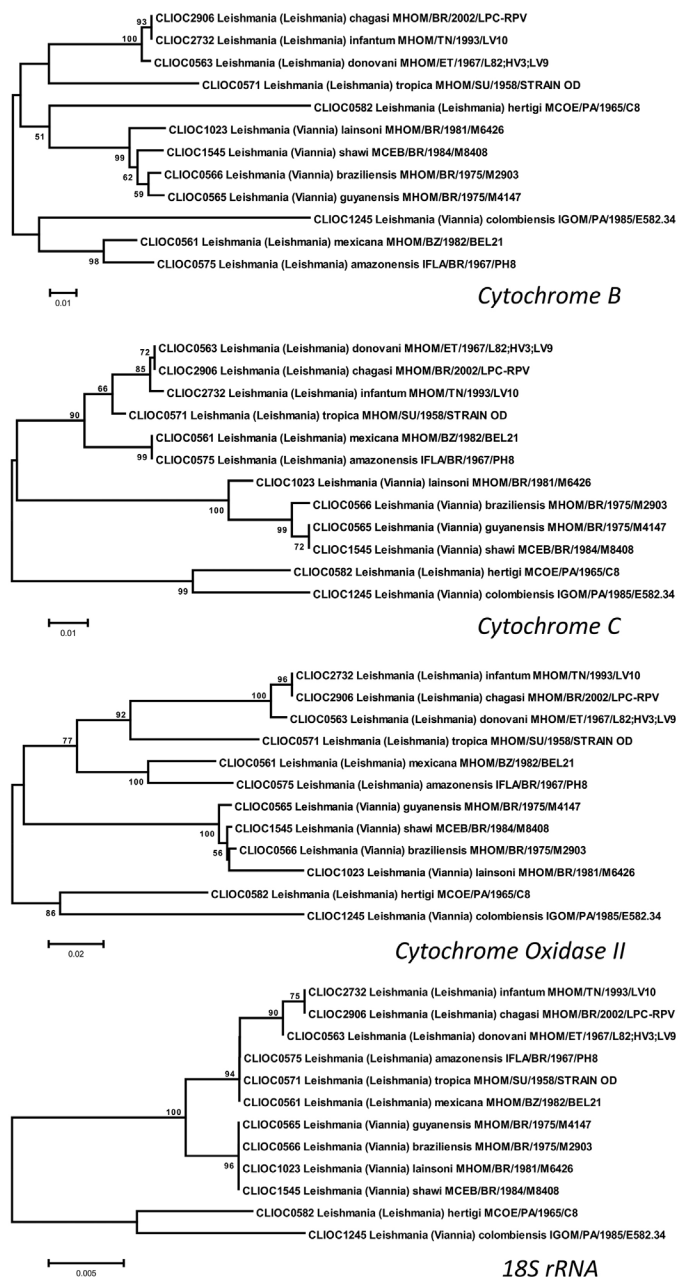 93
CLIOC2906 Leishmania (Leishmania) chagasi MHOM/BR/2002/LPC-RPV
100
CLIOC2732 Leishmania (Leishmania) infantum MHOM/TN/1993/LV10
CLIOC0563 Leishmania (Leishmania) donovani MHOM/ET/1967/L82;HV3;LV9
CLIOC0571 Leishmania (Leishmania) tropica MHOM/SU/1958/STRAIN OD
CLIOC0582 Leishmania (Leishmania) hertigi MCOE/PA/1965/C8
51
CLIOC1023 Leishmania (Viannia) lainsoni MHOM/BR/1981/M6426
99
CLIOC1545 Leishmania (Viannia) shawi MCEB/BR/1984/M8408
62
CLIOC0566 Leishmania (Viannia) braziliensis MHOM/BR/1975/M2903
59
CLIOC0565 Leishmania (Viannia) guyanensis MHOM/BR/1975/M4147
CLIOC1245 Leishmania (Viannia) colombiensis IGOM/PA/1985/E582.34
CLIOC0561 Leishmania (Leishmania) mexicana MHOM/BZ/1982/BEL21
98
CLIOC0575 Leishmania (Leishmania) amazonensis IFLA/BR/1967/PH8
0.01
Cytochrome B
72
CLIOC0563 Leishmania (Leishmania) donovani MHOM/ET/1967/L82;HV3;LV9
85
CLIOC2906 Leishmania (Leishmania) chagasi MHOM/BR/2002/LPC-RPV
66
CLIOC2732 Leishmania (Leishmania) infantum MHOM/TN/1993/LV10
90
CLIOC0571 Leishmania (Leishmania) tropica MHOM/SU/1958/STRAIN OD
CLIOC0561 Leishmania (Leishmania) mexicana MHOM/BZ/1982/BEL21
99
CLIOC0575 Leishmania (Leishmania) amazonensis IFLA/BR/1967/PH8
CLIOC1023 Leishmania (Viannia) lainsoni MHOM/BR/1981/M6426
100
CLIOC0566 Leishmania (Viannia) braziliensis MHOM/BR/1975/M2903
99
CLIOC0565 Leishmania (Viannia) guyanensis MHOM/BR/1975/M4147
72
CLIOC1545 Leishmania (Viannia) shawi MCEB/BR/1984/M8408
CLIOC0582 Leishmania (Leishmania) hertigi MCOE/PA/1965/C8
99
CLIOC1245 Leishmania (Viannia) colombiensis IGOM/PA/1985/E582.34
0.01
Cytochrome C
96
CLIOC2732 Leishmania (Leishmania) infantum MHOM/TN/1993/LV10
100
CLIOC2906 Leishmania (Leishmania) chagasi MHOM/BR/2002/LPC-RPV
92
CLIOC0563 Leishmania (Leishmania) donovani MHOM/ET/1967/L82;HV3;LV9
77
CLIOC0571 Leishmania (Leishmania) tropica MHOM/SU/1958/STRAIN OD
CLIOC0561 Leishmania (Leishmania) mexicana MHOM/BZ/1982/BEL21
100
CLIOC0575 Leishmania (Leishmania) amazonensis IFLA/BR/1967/PH8
CLIOC0565 Leishmania (Viannia) guyanensis MHOM/BR/1975/M4147
100
CLIOC1545 Leishmania (Viannia) shawi MCEB/BR/1984/M8408
56
CLIOC0566 Leishmania (Viannia) braziliensis MHOM/BR/1975/M2903
CLIOC1023 Leishmania (Viannia) lainsoni MHOM/BR/1981/M6426
CLIOC0582 Leishmania (Leishmania) hertigi MCOE/PA/1965/C8
86
CLIOC1245 Leishmania (Viannia) colombiensis IGOM/PA/1985/E582.34
0.02
Cytochrome Oxidase II
75
CLIOC2732 Leishmania (Leishmania) infantum MHOM/TN/1993/LV10
90
CLIOC2906 Leishmania (Leishmania) chagasi MHOM/BR/2002/LPC-RPV
CLIOC0563 Leishmania (Leishmania) donovani MHOM/ET/1967/L82;HV3;LV9
CLIOC0575 Leishmania (Leishmania) amazonensis IFLA/BR/1967/PH8
94
CLIOC0571 Leishmania (Leishmania) tropica MHOM/SU/1958/STRAIN OD
CLIOC0561 Leishmania (Leishmania) mexicana MHOM/BZ/1982/BEL21
100
CLIOC0565 Leishmania (Viannia) guyanensis MHOM/BR/1975/M4147
CLIOC0566 Leishmania (Viannia) braziliensis MHOM/BR/1975/M2903
96
CLIOC1023 Leishmania (Viannia) lainsoni MHOM/BR/1981/M6426
CLIOC1545 Leishmania (Viannia) shawi MCEB/BR/1984/M8408
CLIOC0582 Leishmania (Leishmania) hertigi MCOE/PA/1965/C8
CLIOC1245 Leishmania (Viannia) colombiensis IGOM/PA/1985/E582.34
0.005
18S rRNA